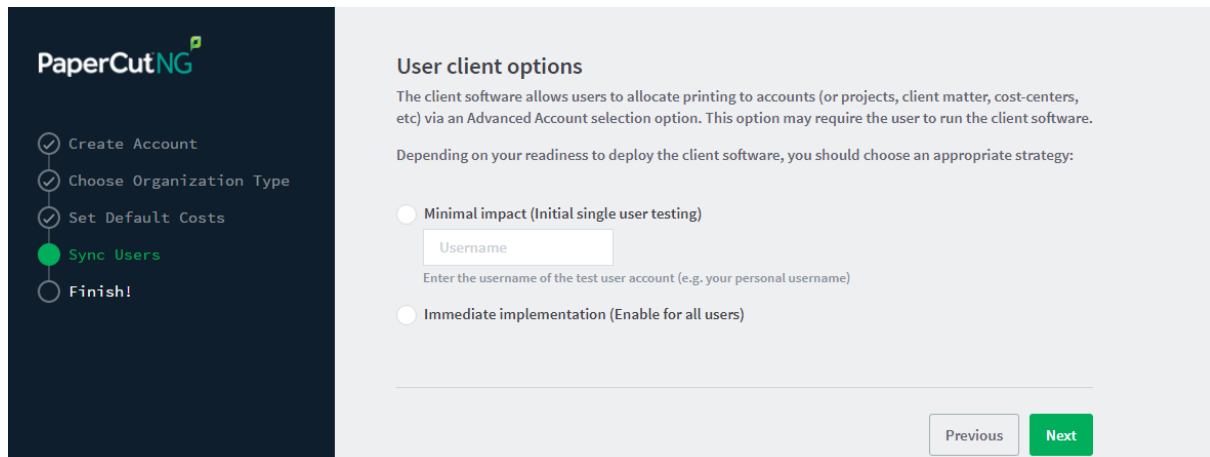 PaperCut NG
Create Account
Choose Organization Type
Set Default Costs
Sync Users
Finish!
User client options
The client software allows users to allocate printing to accounts (or projects, client matter, cost-centers,
etc) via an Advanced Account selection option. This option may require the user to run the client software.
Depending on your readiness to deploy the client software, you should choose an appropriate strategy:
Minimal impact (Initial single user testing)
Username
Enter the username of the test user account (e.g. your personal username)
Immediate implementation (Enable for all users)
Previous
Next